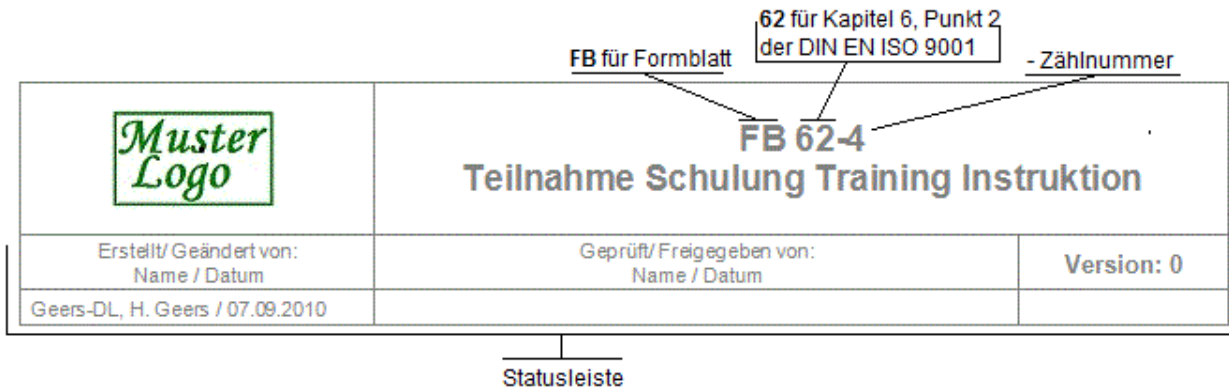 62 für Kapitel 6, Punkt 2
der DIN EN ISO 9001
FB für Formblatt
- Zählnummer
Muster
Logo
FB 62-4
Teilnahme Schulung Training Instruktion
Erstellt/ Geändert von:
Name / Datum
Geprüft/ Freigegeben von:
Name / Datum
Version: 0
Geers-DL, H. Geers / 07.09.2010
Statusleiste